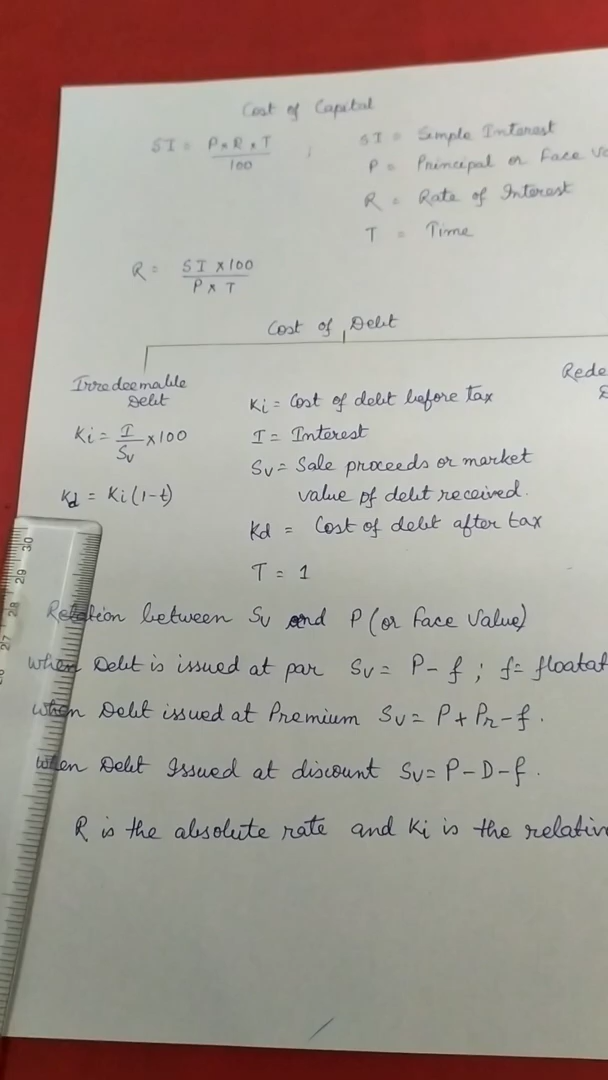 Cost of Capital
SI = P × R × T / 100 ; SI = Simple Interest
P = Principal or Face
R = Rate of Interest
T = Time
R = SI × 100 / P × T
Cost of Debt
Irredeemable Debt
Ki = I / Sv × 100
Kd = Ki (1-t)
Ki = Cost of debt before tax
I = Interest
Sv = Sale proceeds or market
value of debt received.
Kd = Cost of debt after tax
T = 1
Rede
Relation between Sv and P (or Face Value)
When Debt is issued at par Sv = P - f ; f = floatat
When Debt issued at Premium Sv = P + Pr - f.
When Debt Issued at discount Sv = P - D - f.
R is the absolute rate and Ki is the relativ
30
29
28
27